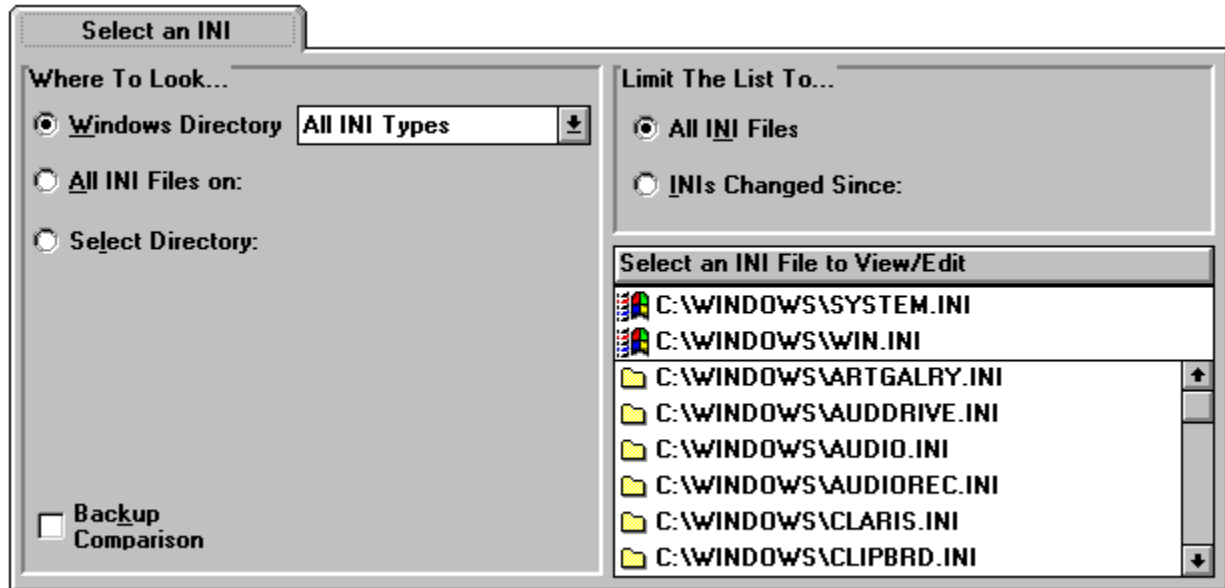 Select an INI
Where To Look...
Windows Directory
All INI Types
All INI Files on:
Select Directory:
Backup
Comparison
Limit The List To...
All INI Files
INIs Changed Since:
Select an INI File to View/Edit
C:\WINDOWS\SYSTEM.INI
C:\WINDOWS\WIN.INI
C:\WINDOWS\ARTGALRY.INI
C:\WINDOWS\AUDDRIVE.INI
C:\WINDOWS\AUDIO.INI
C:\WINDOWS\AUDIOREC.INI
C:\WINDOWS\CLARIS.INI
C:\WINDOWS\CLIPBRD.INI